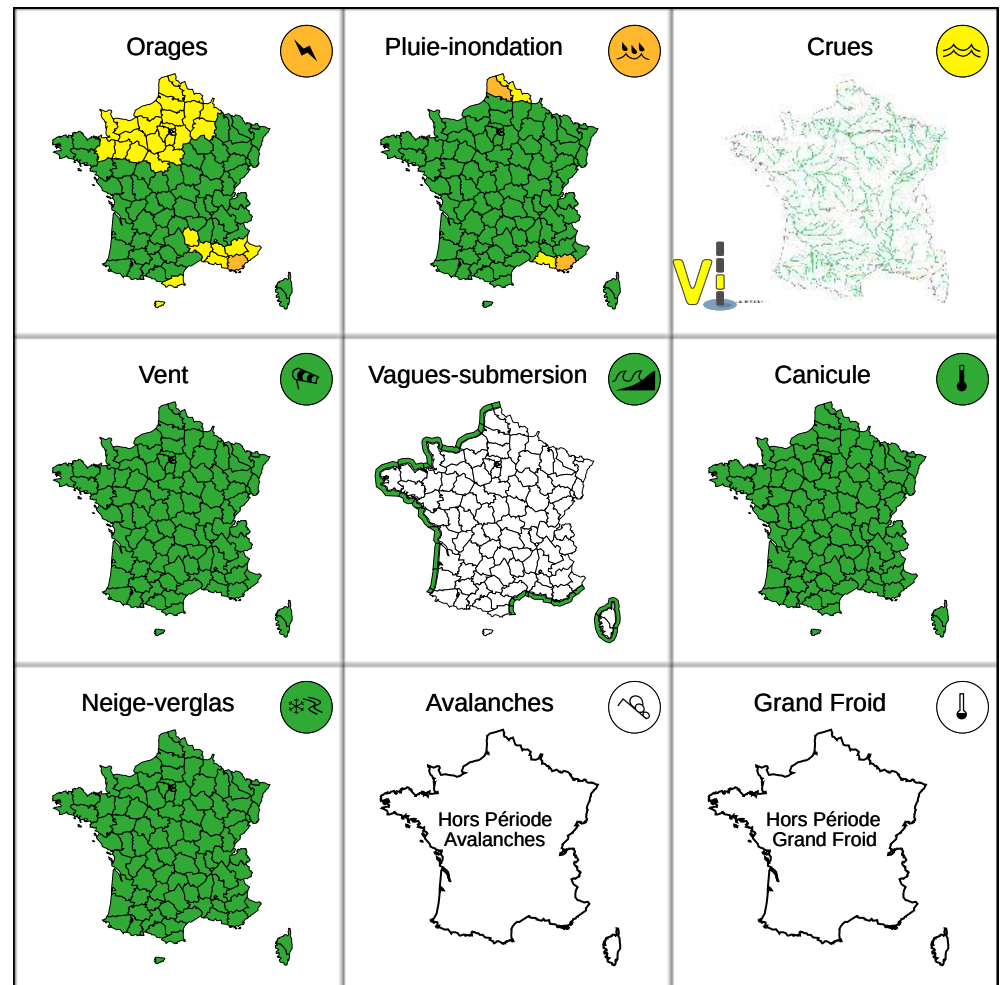 Orages
Pluie-inondation
Crues
Vi
Vent
Vagues-submersion
Canicule
Neige-verglas
Avalanches
Grand Froid
Hors Période
Avalanches
Hors Période
Grand Froid